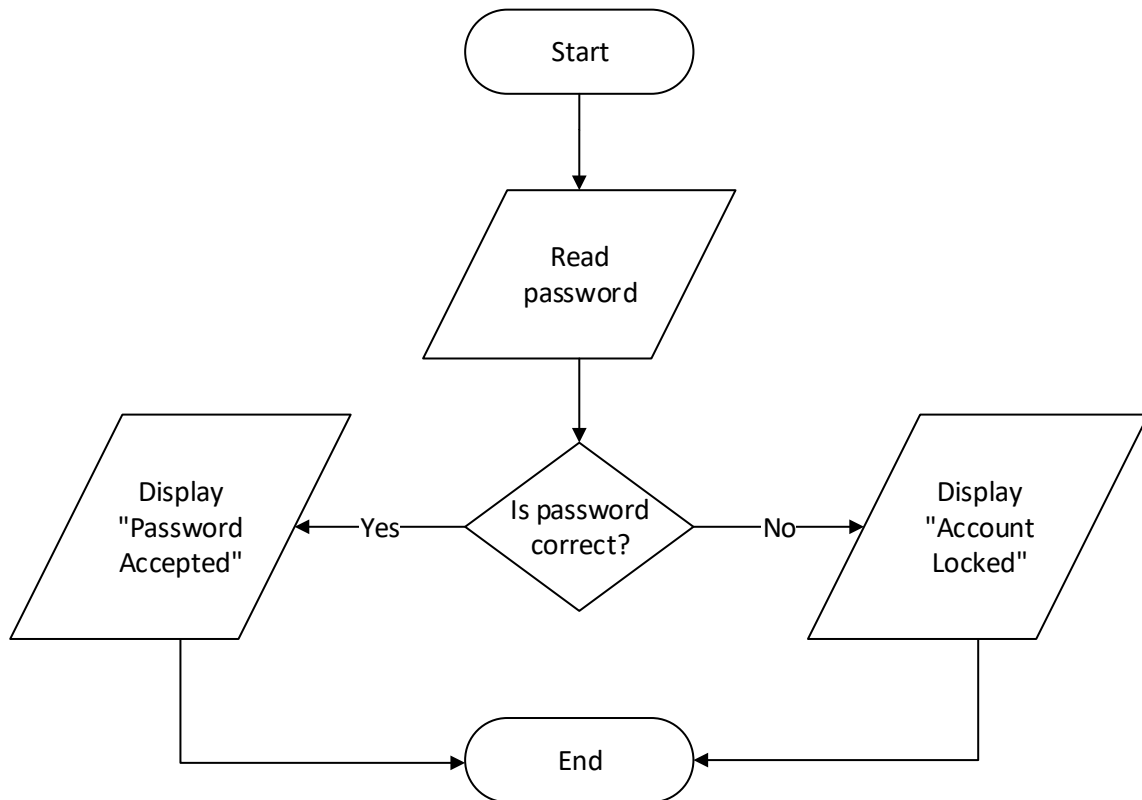 Start
Read
password
Is password
correct?
Yes
Display
"Password
Accepted"
No
Display
"Account
Locked"
End